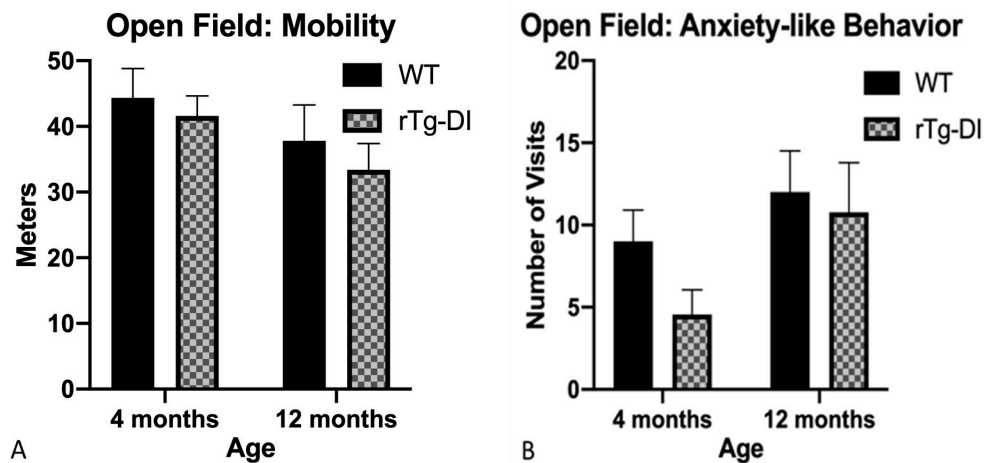 Open Field: Mobility
50
40
30
20
10
0
Meters
WT
rTg-DI
4 months
12 months
Age
A
Open Field: Anxiety-like Behavior
20
15
10
5
0
Number of Visits
WT
rTg-DI
4 months
12 months
Age
B